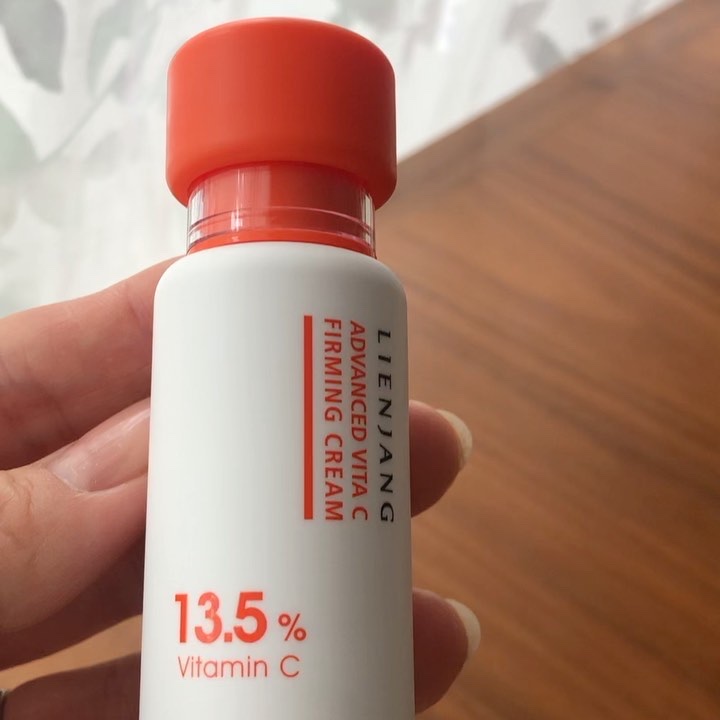 LIENJANG
ADVANCED VITA C
FIRMING CREAM
13.5 %
Vitamin C